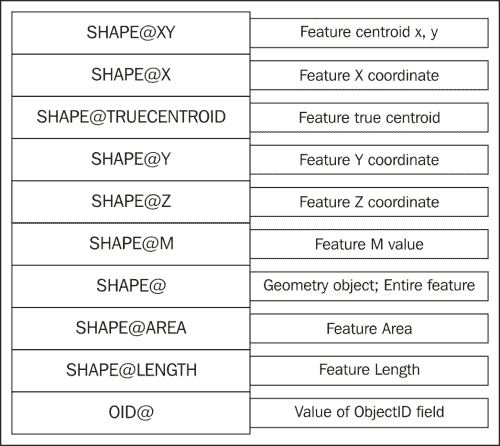 SHAPE@XY Feature centroid x, y
SHAPE@X Feature X coordinate
SHAPE@TRUECENTROID Feature true centroid
SHAPE@Y Feature Y coordinate
SHAPE@Z Feature Z coordinate
SHAPE@M Feature M value
SHAPE@ Geometry object; Entire feature
SHAPE@AREA Feature Area
SHAPE@LENGTH Feature Length
OID@ Value of ObjectID field